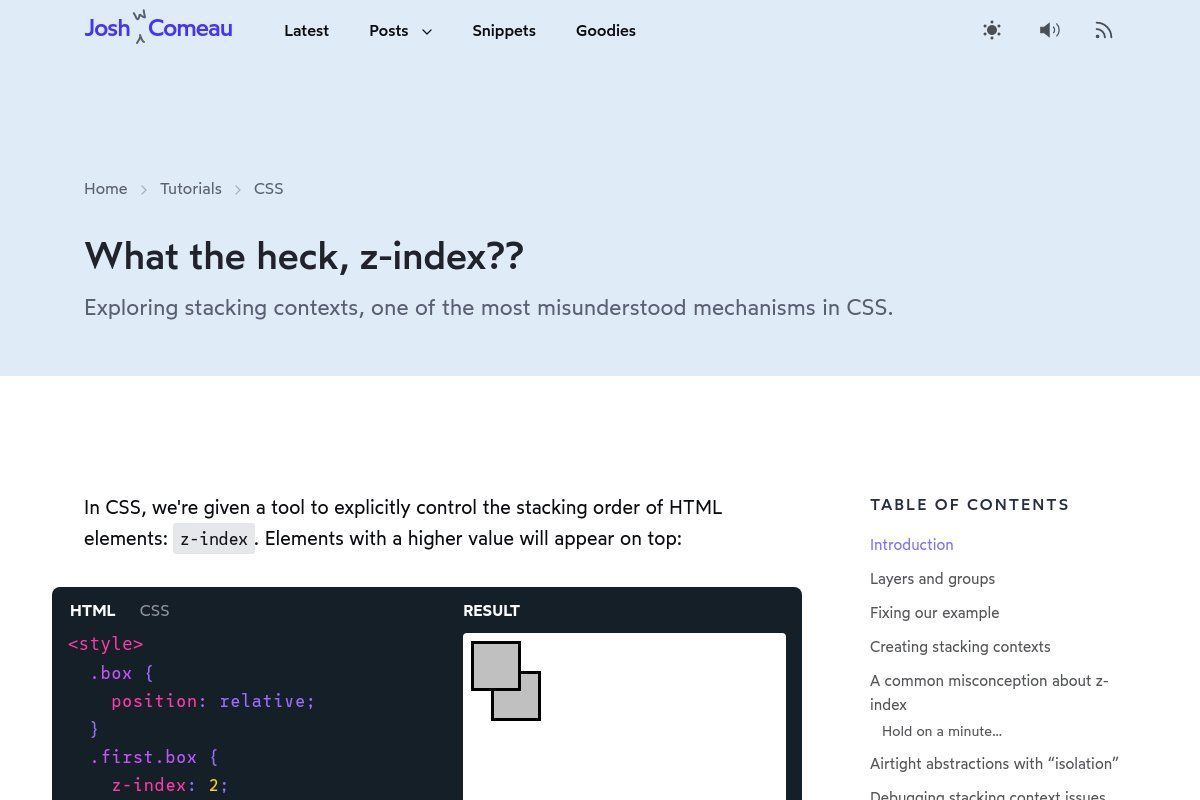 Josh Comeau
Latest
Posts
Snippets
Goodies
Home
Tutorials
CSS
What the heck, z-index??
Exploring stacking contexts, one of the most misunderstood mechanisms in CSS.
In CSS, we're given a tool to explicitly control the stacking order of HTML
elements: z-index. Elements with a higher value will appear on top:
HTML
CSS
<style>
.box {
position: relative;
}
.first.box {
z-index: 2;
RESULT
TABLE OF CONTENTS
Introduction
Layers and groups
Fixing our example
Creating stacking contexts
A common misconception about z-
index
Hold on a minute…
Airtight abstractions with “isolation”
Debugging stacking context issues